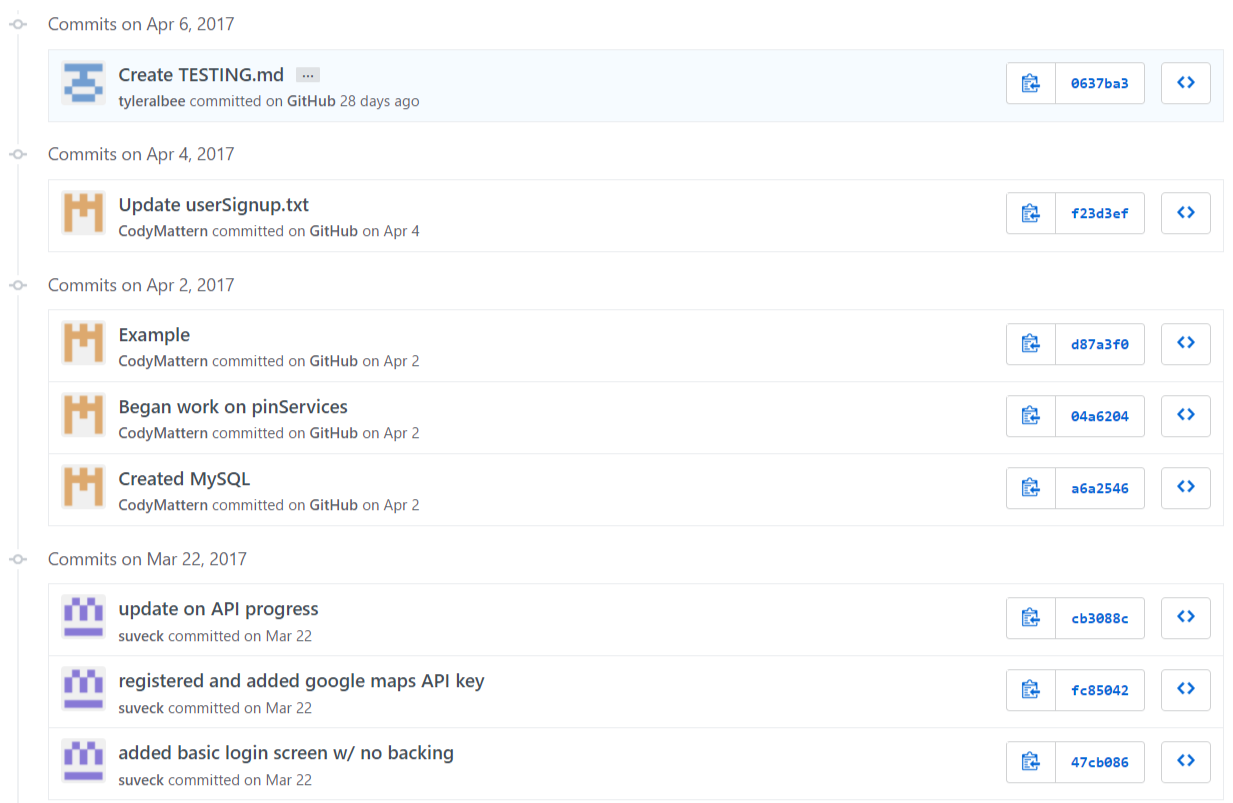 Commits on Apr 6, 2017
Create TESTING.md ...
tyleralbee committed on GitHub 28 days ago
0637ba3
Commits on Apr 4, 2017
Update userSignup.txt
CodyMattern committed on GitHub on Apr 4
f23d3ef
Commits on Apr 2, 2017
Example
CodyMattern committed on GitHub on Apr 2
d87a3f0
Began work on pinServices
CodyMattern committed on GitHub on Apr 2
04a6204
Created MySQL
CodyMattern committed on GitHub on Apr 2
a6a2546
Commits on Mar 22, 2017
update on API progress
suveck committed on Mar 22
cb3088c
registered and added google maps API key
suveck committed on Mar 22
fc85042
added basic login screen w/ no backing
suveck committed on Mar 22
47cb086